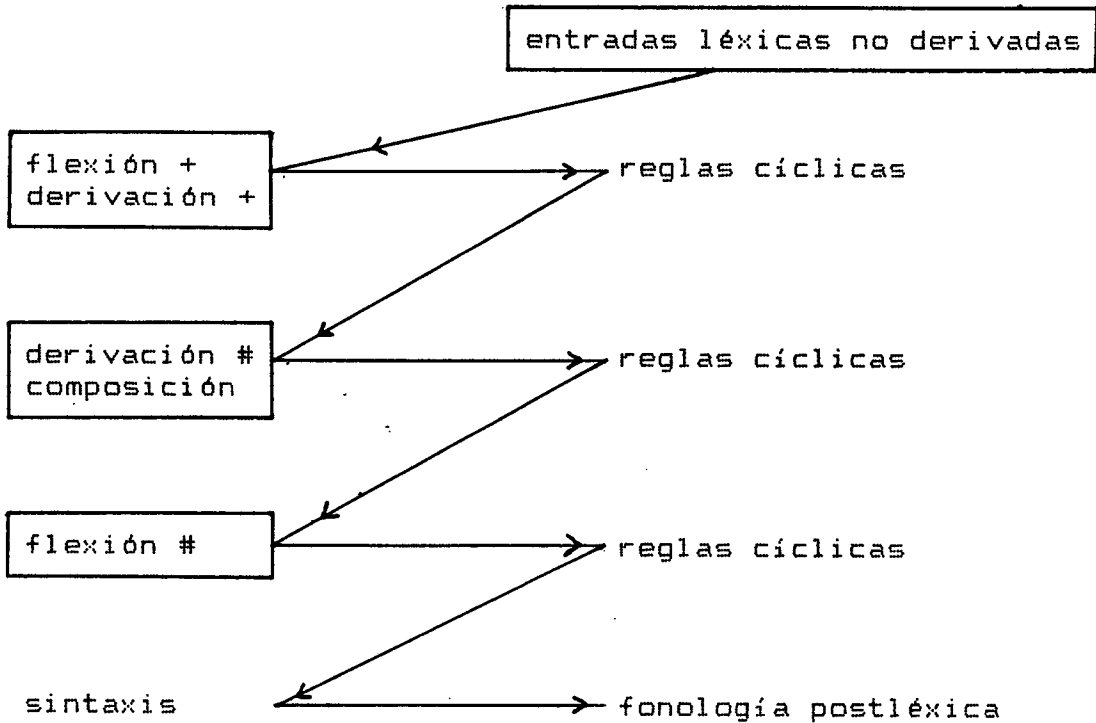 entradas léxicas no derivadas
flexión +
derivación +
reglas cíclicas
derivación #
composición
reglas cíclicas
flexión #
reglas cíclicas
sintaxis
fonología postléxica